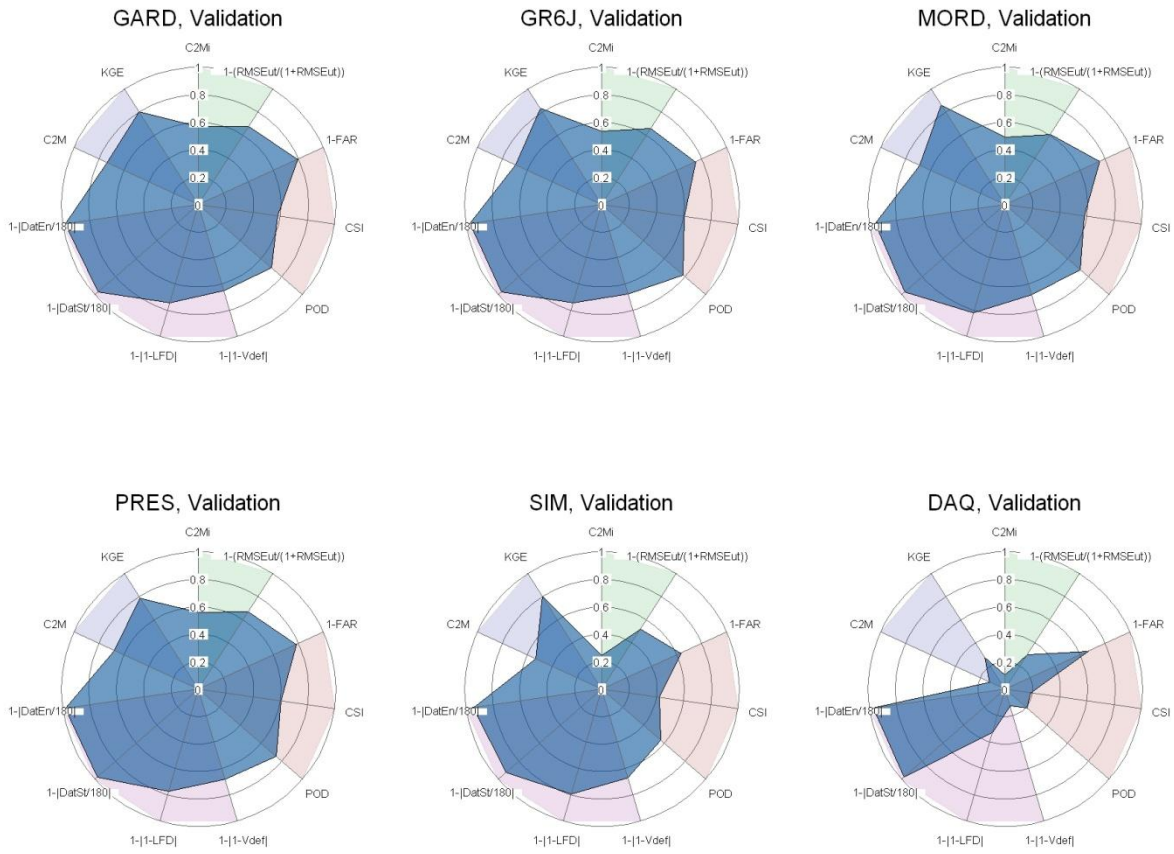 GARD, Validation
C2Mi
1-(RMSEut/(1+RMSEut))
KGE
1
0.8
0.6
0.4
0.2
0
1-FAR
C2M
CSI
1-|DatEn/180|
POD
1-|DatSt/180|
1-|1-LFD|
1-|1-Vdef|
GR6J, Validation
C2Mi
1-(RMSEut/(1+RMSEut))
KGE
1
0.8
0.6
0.4
0.2
0
1-FAR
C2M
CSI
1-|DatEn/180|
POD
1-|DatSt/180|
1-|1-LFD|
1-|1-Vdef|
MORD, Validation
C2Mi
1-(RMSEut/(1+RMSEut))
KGE
1
0.8
0.6
0.4
0.2
0
1-FAR
C2M
CSI
1-|DatEn/180|
POD
1-|DatSt/180|
1-|1-LFD|
1-|1-Vdef|
PRES, Validation
C2Mi
1-(RMSEut/(1+RMSEut))
KGE
1
0.8
0.6
0.4
0.2
0
1-FAR
C2M
CSI
1-|DatEn/180|
POD
1-|DatSt/180|
1-|1-LFD|
1-|1-Vdef|
SIM, Validation
C2Mi
1-(RMSEut/(1+RMSEut))
KGE
1
0.8
0.6
0.4
0.2
0
1-FAR
C2M
CSI
1-|DatEn/180|
POD
1-|DatSt/180|
1-|1-LFD|
1-|1-Vdef|
DAQ, Validation
C2Mi
1-(RMSEut/(1+RMSEut))
KGE
1
0.8
0.6
0.4
0.2
0
1-FAR
C2M
CSI
1-|DatEn/180|
POD
1-|DatSt/180|
1-|1-LFD|
1-|1-Vdef|